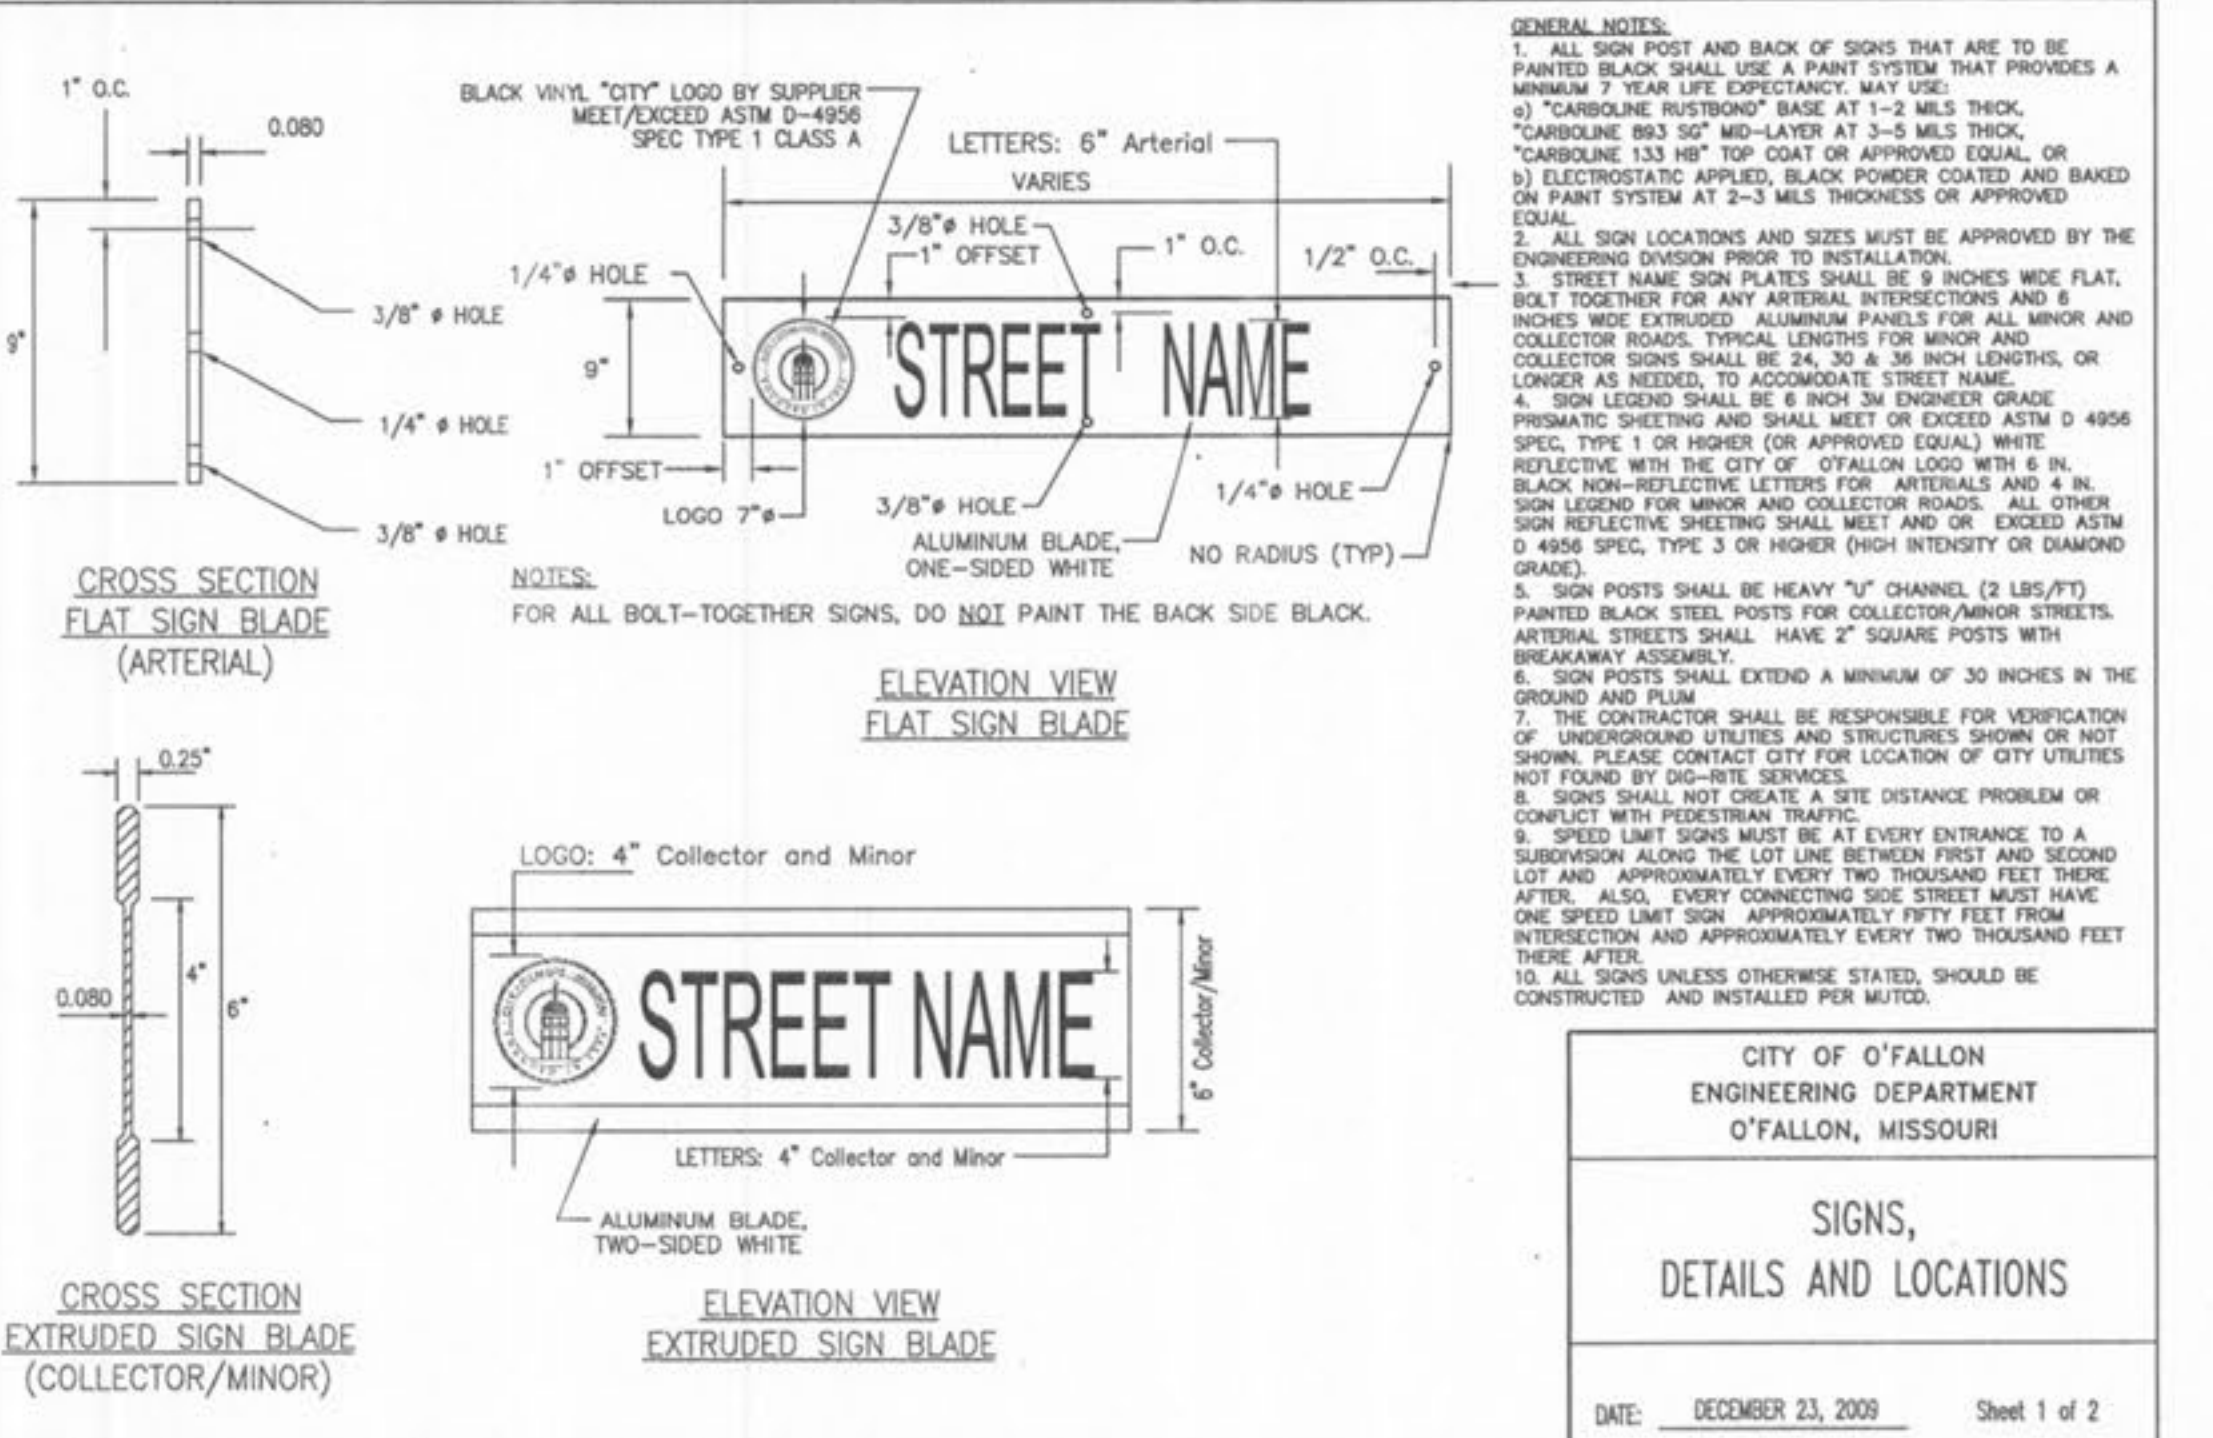 1" O.C.
0.080
9"
3/8" ø HOLE
1/4" ø HOLE
3/8" ø HOLE
CROSS SECTION
FLAT SIGN BLADE
(ARTERIAL)
BLACK VINYL "CITY" LOGO BY SUPPLIER
MEET/EXCEED ASTM D-4956
SPEC TYPE 1 CLASS A
LETTERS: 6" Arterial
VARIES
3/8"ø HOLE
1" OFFSET
1" O.C.
1/2" O.C.
1/4"ø HOLE
9"
STREET NAME
1" OFFSET
LOGO 7"ø
3/8"ø HOLE
1/4"ø HOLE
ALUMINUM BLADE,
ONE-SIDED WHITE
NO RADIUS (TYP)
NOTES:
FOR ALL BOLT-TOGETHER SIGNS, DO NOT PAINT THE BACK SIDE BLACK.
ELEVATION VIEW
FLAT SIGN BLADE
0.25"
0.080
4"
6"
CROSS SECTION
EXTRUDED SIGN BLADE
(COLLECTOR/MINOR)
LOGO: 4" Collector and Minor
STREET NAME
6" Collector/Minor
LETTERS: 4" Collector and Minor
ALUMINUM BLADE,
TWO-SIDED WHITE
ELEVATION VIEW
EXTRUDED SIGN BLADE
GENERAL NOTES:
1. ALL SIGN POST AND BACK OF SIGNS THAT ARE TO BE
PAINTED BLACK SHALL USE A PAINT SYSTEM THAT PROVIDES A
MINIMUM 7 YEAR LIFE EXPECTANCY. MAY USE:
a) "CARBOLINE RUSTBOND" BASE AT 1-2 MILS THICK,
"CARBOLINE 893 SG" MID-LAYER AT 3-5 MILS THICK,
"CARBOLINE 133 HB" TOP COAT OR APPROVED EQUAL, OR
b) ELECTROSTATIC APPLIED, BLACK POWDER COATED AND BAKED
ON PAINT SYSTEM AT 2-3 MILS THICKNESS OR APPROVED
EQUAL.
2. ALL SIGN LOCATIONS AND SIZES MUST BE APPROVED BY THE
ENGINEERING DIVISION PRIOR TO INSTALLATION.
3. STREET NAME SIGN PLATES SHALL BE 9 INCHES WIDE FLAT,
BOLT TOGETHER FOR ANY ARTERIAL INTERSECTIONS AND 6
INCHES WIDE EXTRUDED ALUMINUM PANELS FOR ALL MINOR AND
COLLECTOR ROADS. TYPICAL LENGTHS FOR MINOR AND
COLLECTOR SIGNS SHALL BE 24, 30 & 36 INCH LENGTHS, OR
LONGER AS NEEDED, TO ACCOMODATE STREET NAME.
4. SIGN LEGEND SHALL BE 6 INCH 3M ENGINEER GRADE
PRISMATIC SHEETING AND SHALL MEET OR EXCEED ASTM D 4956
SPEC, TYPE 1 OR HIGHER (OR APPROVED EQUAL) WHITE
REFLECTIVE WITH THE CITY OF O'FALLON LOGO WITH 6 IN.
BLACK NON-REFLECTIVE LETTERS FOR ARTERIALS AND 4 IN.
SIGN LEGEND FOR MINOR AND COLLECTOR ROADS. ALL OTHER
SIGN REFLECTIVE SHEETING SHALL MEET AND OR EXCEED ASTM
D 4956 SPEC, TYPE 3 OR HIGHER (HIGH INTENSITY OR DIAMOND
GRADE).
5. SIGN POSTS SHALL BE HEAVY "U" CHANNEL (2 LBS/FT)
PAINTED BLACK STEEL POSTS FOR COLLECTOR/MINOR STREETS.
ARTERIAL STREETS SHALL HAVE 2" SQUARE POSTS WITH
BREAKAWAY ASSEMBLY.
6. SIGN POSTS SHALL EXTEND A MINIMUM OF 30 INCHES IN THE
GROUND AND PLUM
7. THE CONTRACTOR SHALL BE RESPONSIBLE FOR VERIFICATION
OF UNDERGROUND UTILITIES AND STRUCTURES SHOWN OR NOT
SHOWN. PLEASE CONTACT CITY FOR LOCATION OF CITY UTILITIES
NOT FOUND BY DIG-RITE SERVICES.
8. SIGNS SHALL NOT CREATE A SITE DISTANCE PROBLEM OR
CONFLICT WITH PEDESTRIAN TRAFFIC.
9. SPEED LIMIT SIGNS MUST BE AT EVERY ENTRANCE TO A
SUBDIVISION ALONG THE LOT LINE BETWEEN FIRST AND SECOND
LOT AND APPROXIMATELY EVERY TWO THOUSAND FEET THERE
AFTER. ALSO, EVERY CONNECTING SIDE STREET MUST HAVE
ONE SPEED LIMIT SIGN APPROXIMATELY FIFTY FEET FROM
INTERSECTION AND APPROXIMATELY EVERY TWO THOUSAND FEET
THERE AFTER.
10. ALL SIGNS UNLESS OTHERWISE STATED, SHOULD BE
CONSTRUCTED AND INSTALLED PER MUTCD.
CITY OF O'FALLON
ENGINEERING DEPARTMENT
O'FALLON, MISSOURI
SIGNS,
DETAILS AND LOCATIONS
DATE: DECEMBER 23, 2009 Sheet 1 of 2